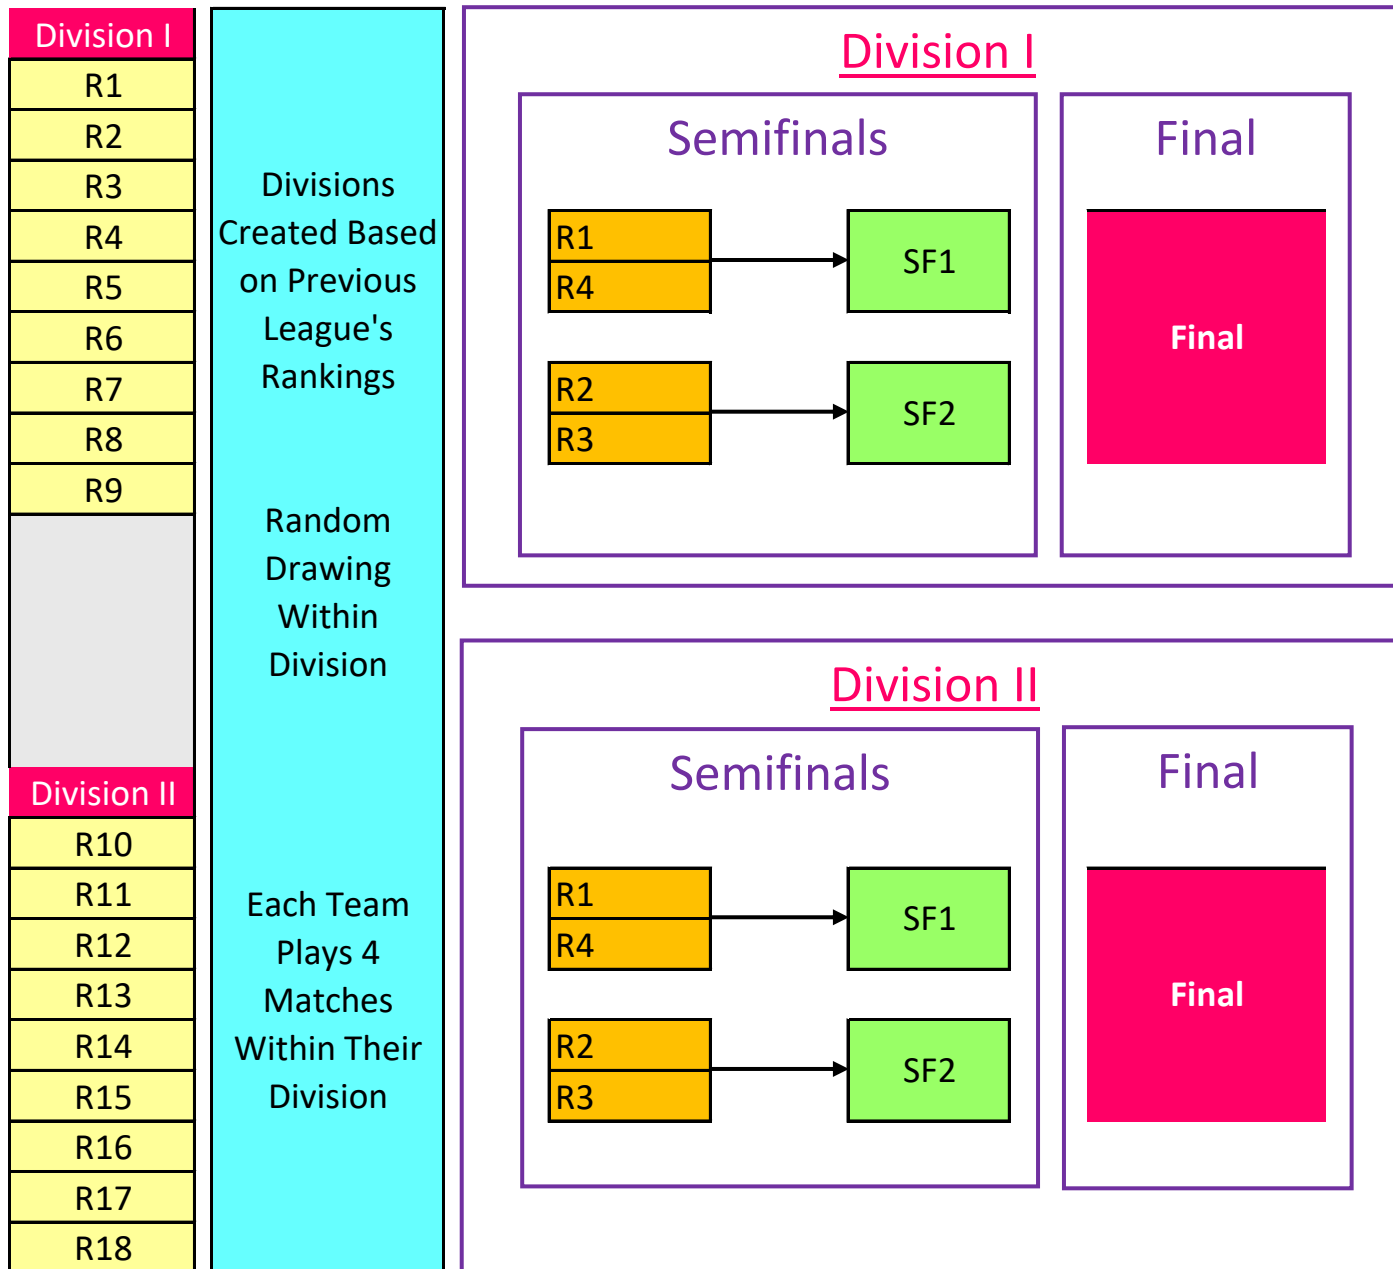 Division I
R1
R2
R3
R4
R5
R6
R7
R8
R9
Division II
R10
R11
R12
R13
R14
R15
R16
R17
R18
Divisions
Created Based
on Previous
League's
Rankings
Random
Drawing
Within
Division
Each Team
Plays 4
Matches
Within Their
Division
Division I
Semifinals
R1
R4
SF1
R2
R3
SF2
Final
Final
Division II
Semifinals
R1
R4
SF1
R2
R3
SF2
Final
Final